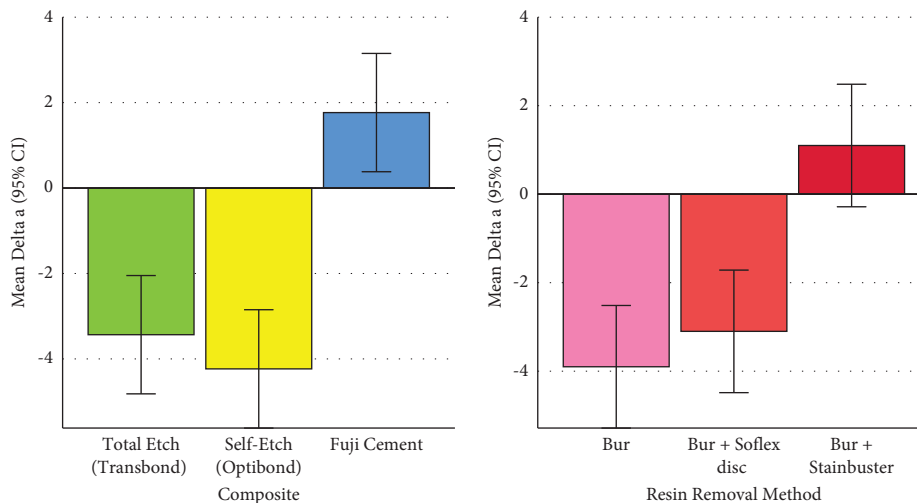 4
2
0
-2
-4
Mean Delta a (95% CI)
Total Etch
(Transbond)
Self-Etch
(Optibond)
Fuji Cement
Composite
4
2
0
-2
-4
Mean Delta a (95% CI)
Bur
Bur + Soflex
disc
Bur +
Stainbuster
Resin Removal Method